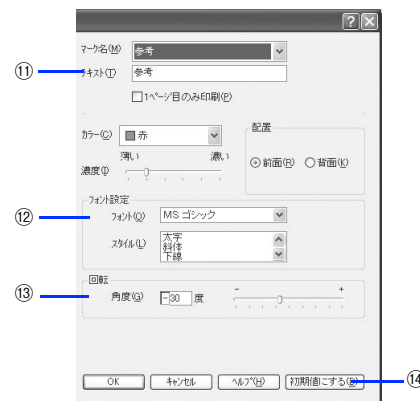 マーク名(M) 参考
⑪ テキスト(T) 参考
1ページ目のみ印刷(P)
カラー(C) 赤
配置
前面(R) 背面(K)
薄い 濃い
濃度(I)
フォント設定
⑫ フォント(O) MS ゴシック
スタイル(L) 太字
斜体
下線
回転
⑬ 角度(G) -30 度
- +
OK キャンセル ヘルプ(H) 初期値にする(D) ⑭